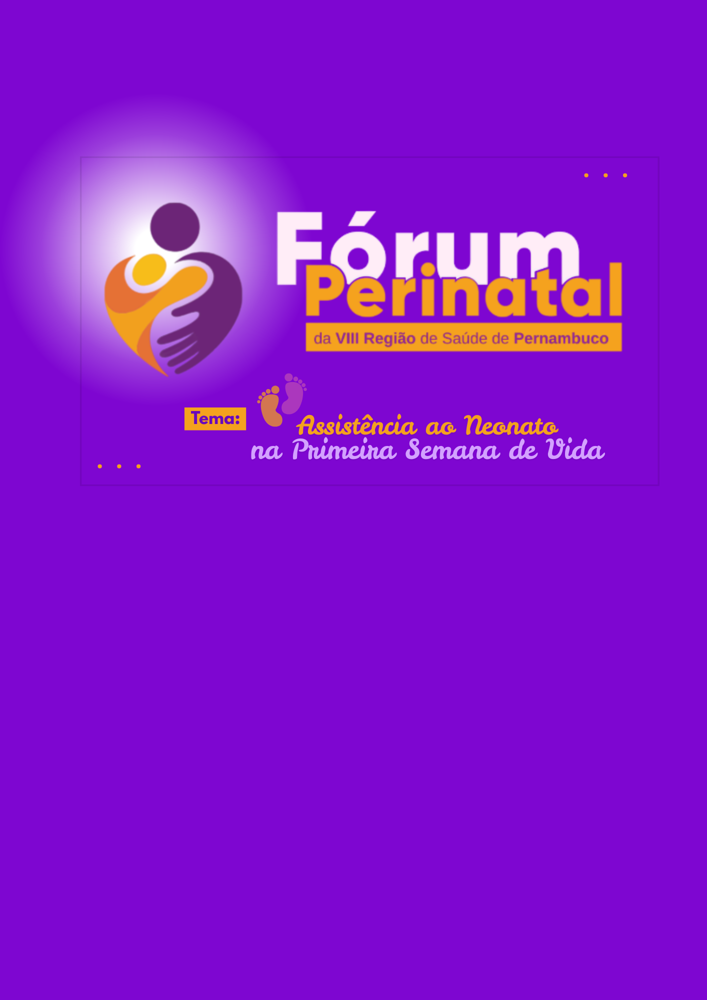 Fórum
Perinatal
da VIII Região de Saúde de Pernambuco
Tema:
Assistência ao Neonato
na Primeira Semana de Vida